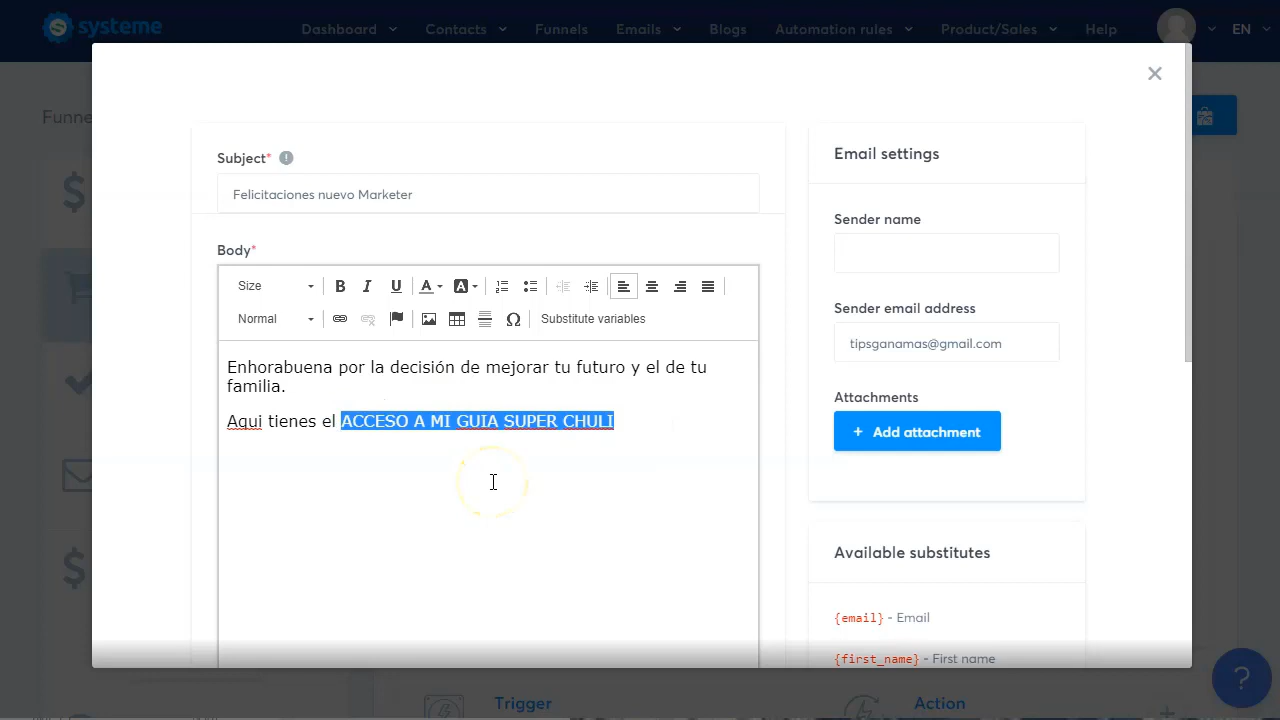 systeme
Dashboard Contacts Funnels Emails Blogs Automation rules Product/Sales Help EN
Funne
Subject*
Felicitaciones nuevo Marketer
Body*
Size B I U A A
Normal Ω Substitute variables
Enhorabuena por la decisión de mejorar tu futuro y el de tu
familia.
Aqui tienes el ACCESO A MI GUIA SUPER CHULI
Email settings
Sender name
Sender email address
tipsganamas@gmail.com
Attachments
+ Add attachment
Available substitutes
{email} - Email
{first_name} - First name
Trigger Action
?